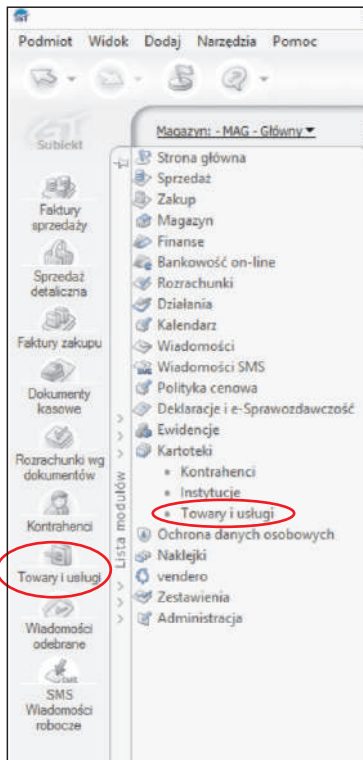 Podmiot Widok Dodaj Narzędzia Pomoc
Magazyn: - MAG - Główny
Subiekt
GT
Faktury
sprzedaży
Sprzedaż
detaliczna
Faktury zakupu
Dokumenty
kasowe
Rozrachunki wg
dokumentów
Kontrahenci
Towary i usługi
Wiadomości
odebrane
SMS
Wiadomości
robocze
Lista modułów
Strona główna
Sprzedaż
Zakup
Magazyn
Finanse
Bankowość on-line
Rozrachunki
Działania
Kalendarz
Wiadomości
Wiadomości SMS
Polityka cenowa
Deklaracje i e-Sprawozdawczość
Ewidencje
Kartoteki
Kontrahenci
Instytucje
Towary i usługi
Ochrona danych osobowych
Naklejki
vendero
Zestawienia
Administracja